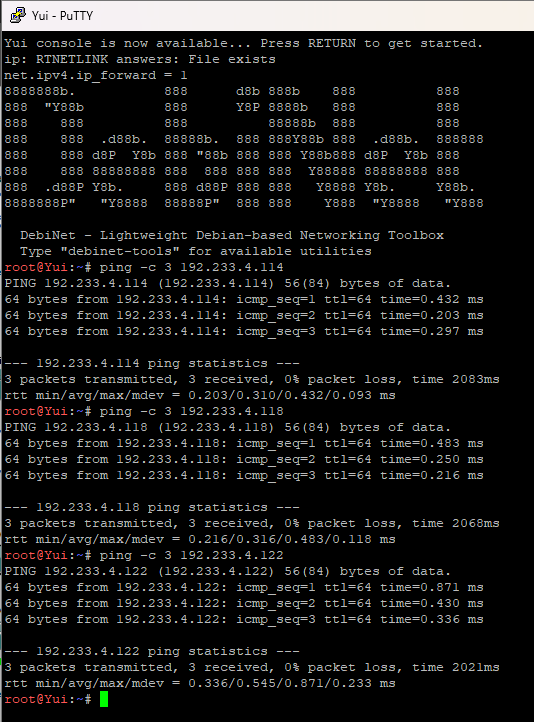 Yui - PuTTY
Yui console is now available... Press RETURN to get started.
ip: RTNETLINK answers: File exists
net.ipv4.ip_forward = 1
8888888b.           888      d8b 888b    888          888
888  "Y88b          888      Y8P 8888b   888          888
888    888          888          88888b  888          888
888    888  .d88b.  88888b.  888 888Y88b 888  .d88b.  888888
888    888 d8P  Y8b 888 "88b 888 888 Y88b888 d8P  Y8b 888
888    888 88888888 888  888 888 888  Y88888 88888888 888
888  .d88P Y8b.     888 d88P 888 888   Y8888 Y8b.     Y88b.
8888888P"   "Y8888  88888P"  888 888    Y888  "Y8888   "Y888
DebiNet - Lightweight Debian-based Networking Toolbox
Type "debinet-tools" for available utilities
root@Yui:~# ping -c 3 192.233.4.114
PING 192.233.4.114 (192.233.4.114) 56(84) bytes of data.
64 bytes from 192.233.4.114: icmp_seq=1 ttl=64 time=0.432 ms
64 bytes from 192.233.4.114: icmp_seq=2 ttl=64 time=0.203 ms
64 bytes from 192.233.4.114: icmp_seq=3 ttl=64 time=0.297 ms
--- 192.233.4.114 ping statistics ---
3 packets transmitted, 3 received, 0% packet loss, time 2083ms
rtt min/avg/max/mdev = 0.203/0.310/0.432/0.093 ms
root@Yui:~# ping -c 3 192.233.4.118
PING 192.233.4.118 (192.233.4.118) 56(84) bytes of data.
64 bytes from 192.233.4.118: icmp_seq=1 ttl=64 time=0.483 ms
64 bytes from 192.233.4.118: icmp_seq=2 ttl=64 time=0.250 ms
64 bytes from 192.233.4.118: icmp_seq=3 ttl=64 time=0.216 ms
--- 192.233.4.118 ping statistics ---
3 packets transmitted, 3 received, 0% packet loss, time 2068ms
rtt min/avg/max/mdev = 0.216/0.316/0.483/0.118 ms
root@Yui:~# ping -c 3 192.233.4.122
PING 192.233.4.122 (192.233.4.122) 56(84) bytes of data.
64 bytes from 192.233.4.122: icmp_seq=1 ttl=64 time=0.871 ms
64 bytes from 192.233.4.122: icmp_seq=2 ttl=64 time=0.430 ms
64 bytes from 192.233.4.122: icmp_seq=3 ttl=64 time=0.336 ms
--- 192.233.4.122 ping statistics ---
3 packets transmitted, 3 received, 0% packet loss, time 2021ms
rtt min/avg/max/mdev = 0.336/0.545/0.871/0.233 ms
root@Yui:~#